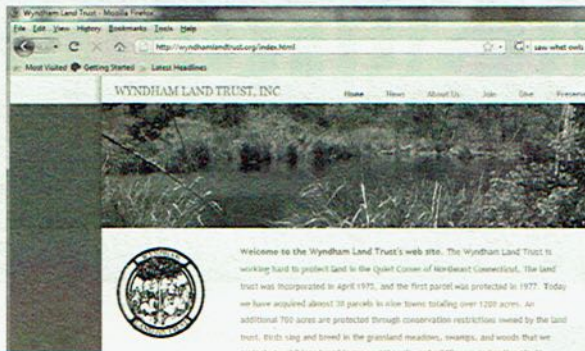 Wyndham Land Trust - Mozilla Firefox
File Edit View History Bookmarks Tools Help
http://wyndhamlandtrust.org/index.html
saw whet owls
Most Visited Getting Started Latest Headlines
WYNDHAM LAND TRUST, INC
Home News About Us Join Give Preserve
WYNDHAM
LAND TRUST
Welcome to the Wyndham Land Trust's web site. The Wyndham Land Trust is
working hard to protect land in the Quiet Corner of Northeast Connecticut. The land
trust was incorporated in April 1975, and the first parcel was protected in 1977. Today
we have acquired almost 30 parcels in nine towns totaling over 1200 acres. An
additional 700 acres are protected through conservation restrictions owned by the land
trust. Birds sing and breed in the grassland meadows, swamps, and woods that we